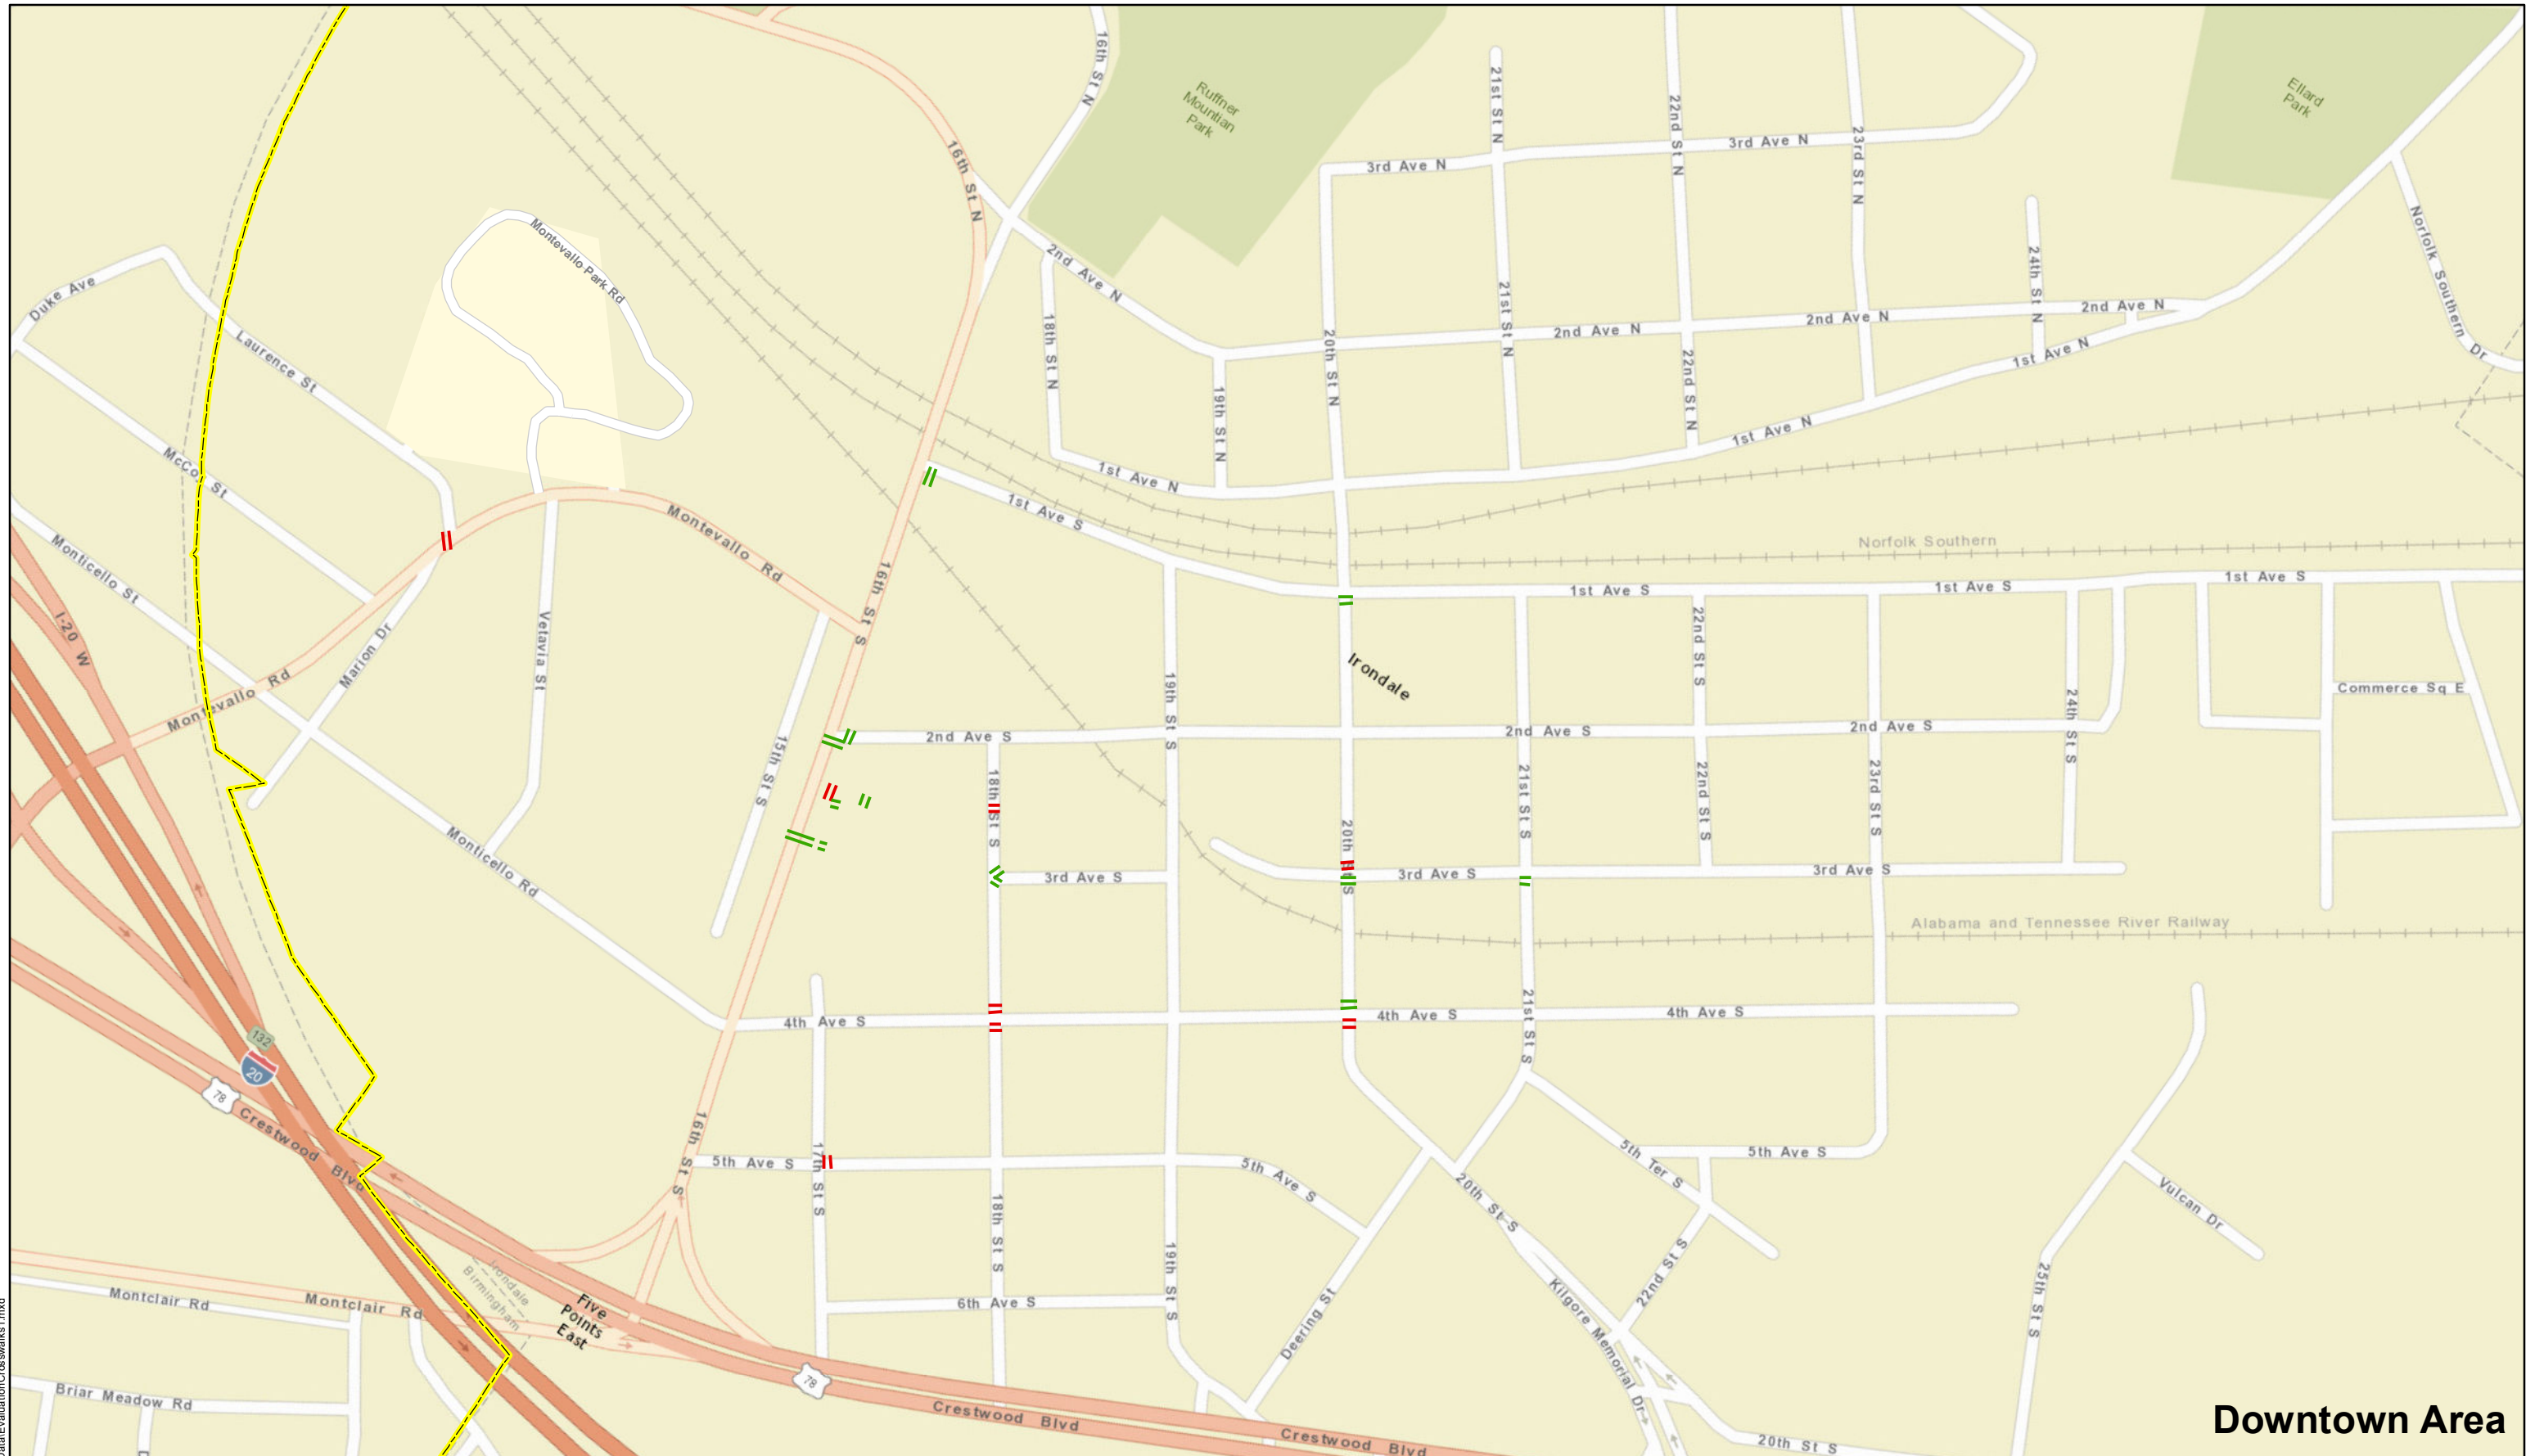 16th St N
Ruffner
Mountian
Park
21st St N
22nd St N
23rd St N
3rd Ave N
3rd Ave N
Ellard
Park
16th St N
Montevallo Park Rd
Duke Ave
Laurence St
2nd Ave N
18th St N
19th St N
20th St N
21st St N
22nd St N
2nd Ave N
2nd Ave N
2nd Ave N
24th St N
Norfolk Southern Dr
1st Ave N
1st Ave N
1st Ave N
McCoy St
1st Ave S
Montevallo Rd
Monticello St
16th St S
Norfolk Southern
1st Ave S
1st Ave S
1st Ave S
I-20 W
Marion Dr
Vetavia St
Irondale
22nd St S
19th St S
Commerce Sq E
Montevallo Rd
15th St S
2nd Ave S
2nd Ave S
2nd Ave S
24th St S
18th St S
20th St S
21st St S
22nd St S
23rd St S
Monticello Rd
3rd Ave S
3rd Ave S
3rd Ave S
Alabama and Tennessee River Railway
4th Ave S
4th Ave S
4th Ave S
21st St S
132
20
78
Crestwood Blvd
16th St S
5th Ave S
17th St S
5th Ave S
5th Ter S
5th Ave S
20th St S
Vulcan Dr
18th St S
19th St S
22nd St S
25th St S
Irondale
Birmingham
Montclair Rd
Montclair Rd
Five
Points
East
6th Ave S
Deering St
Kilgore Memorial Dr
78
Briar Meadow Rd
Crestwood Blvd
Crestwood Blvd
20th St S
Downtown Area